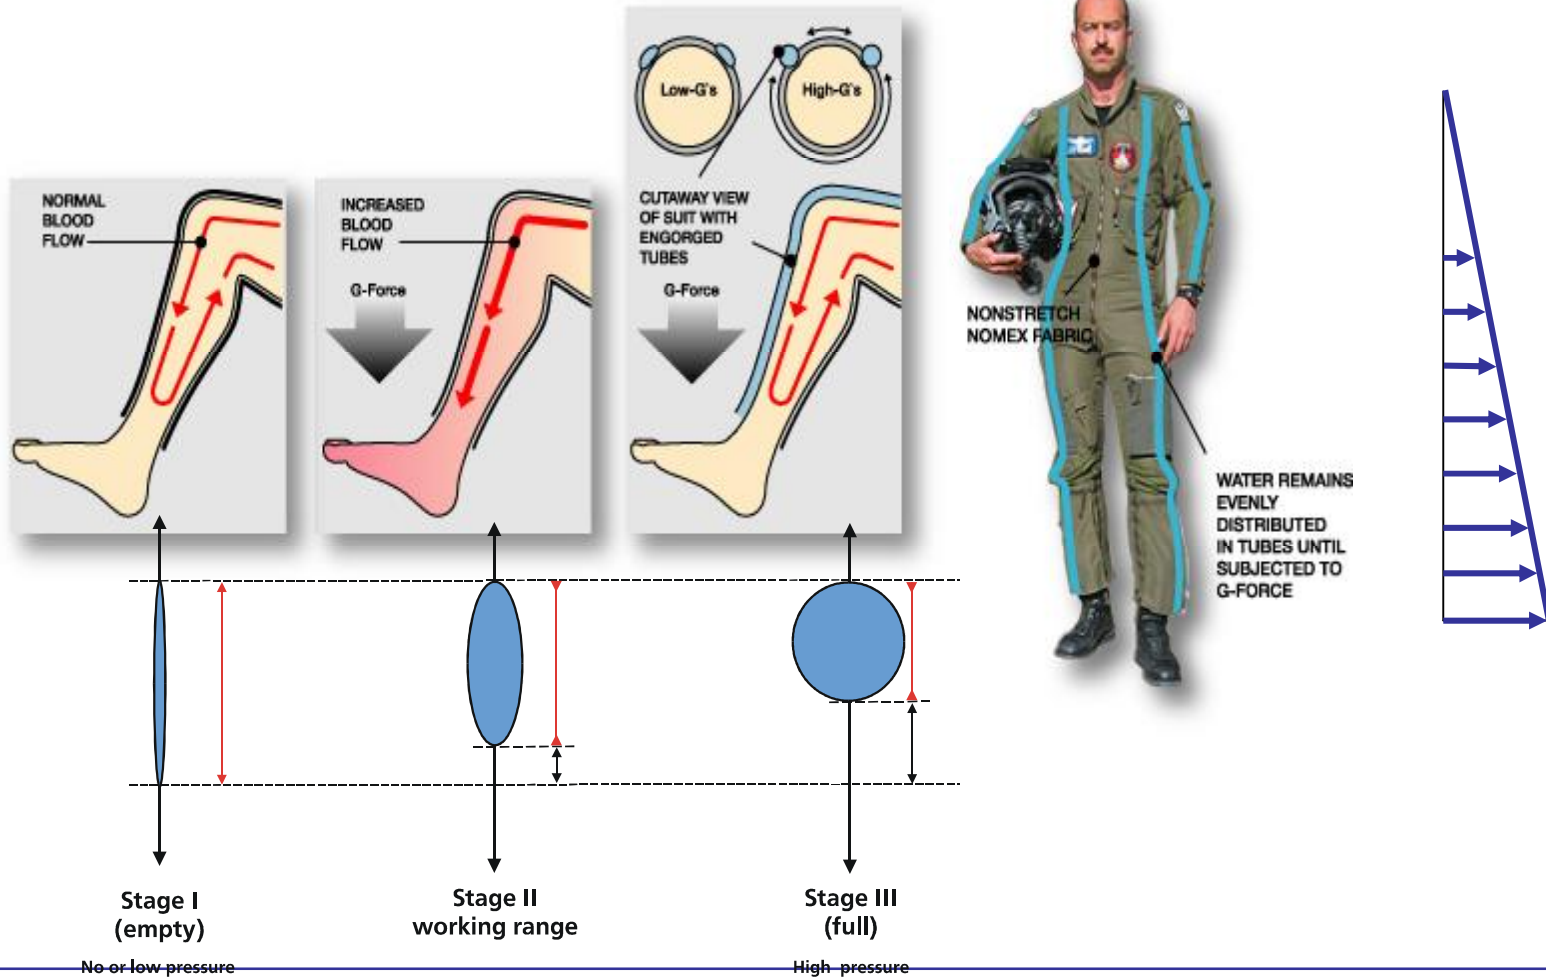 NORMAL
BLOOD
FLOW
INCREASED
BLOOD
FLOW
G-Force
Low-G's
High-G's
CUTAWAY VIEW
OF SUIT WITH
ENGORGED
TUBES
G-Force
NONSTRETCH
NOMEX FABRIC
WATER REMAINS
EVENLY
DISTRIBUTED
IN TUBES UNTIL
SUBJECTED TO
G-FORCE
Stage I
(empty)
No or low pressure
Stage II
working range
Stage III
(full)
High pressure